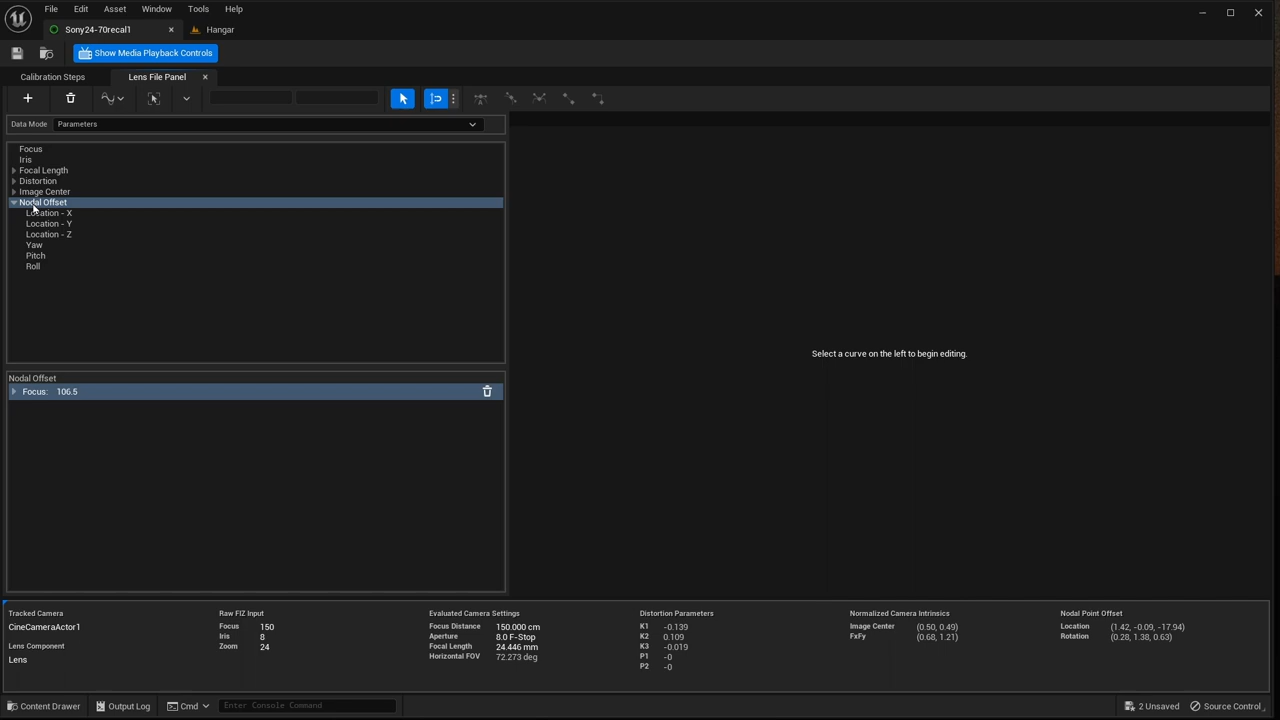 File Edit Asset Window Tools Help
Sony24-70recal1 Hangar
Show Media Playback Controls
Calibration Steps Lens File Panel
Data Mode Parameters
Focus
Iris
Focal Length
Distortion
Image Center
Nodal Offset
Location - X
Location - Y
Location - Z
Yaw
Pitch
Roll
Select a curve on the left to begin editing.
Nodal Offset
Focus: 106.5
Tracked Camera
CineCameraActor1
Lens Component
Lens
Raw FIZ Input
Focus 150
Iris 8
Zoom 24
Evaluated Camera Settings
Focus Distance 150.000 cm
Aperture 8.0 F-Stop
Focal Length 24.446 mm
Horizontal FOV 72.273 deg
Distortion Parameters
K1 -0.139
K2 0.109
K3 -0.019
P1 -0
P2 -0
Normalized Camera Intrinsics
Image Center (0.50, 0.49)
FxFy (0.68, 1.21)
Nodal Point Offset
Location (1.42, -0.09, -17.94)
Rotation (0.28, 1.38, 0.63)
Content Drawer Output Log Cmd Enter Console Command 2 Unsaved Source Control